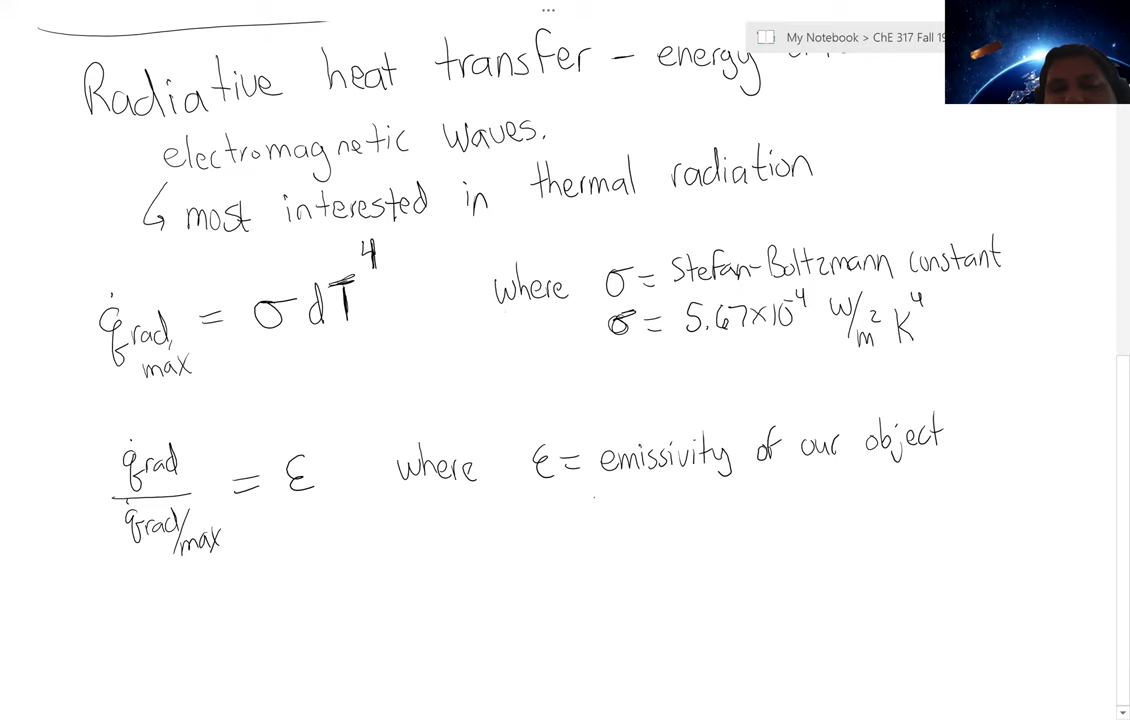 My Notebook > ChE 317 Fall 19
Radiative heat transfer - energy
electromagnetic waves.
↳ most interested in thermal radiation
q̇rad, max = σ dT⁴ where σ = Stefan-Boltzmann constant
σ = 5.67×10⁻⁴ W/m² K⁴
q̇rad / q̇rad/max = ε where ε = emissivity of our object